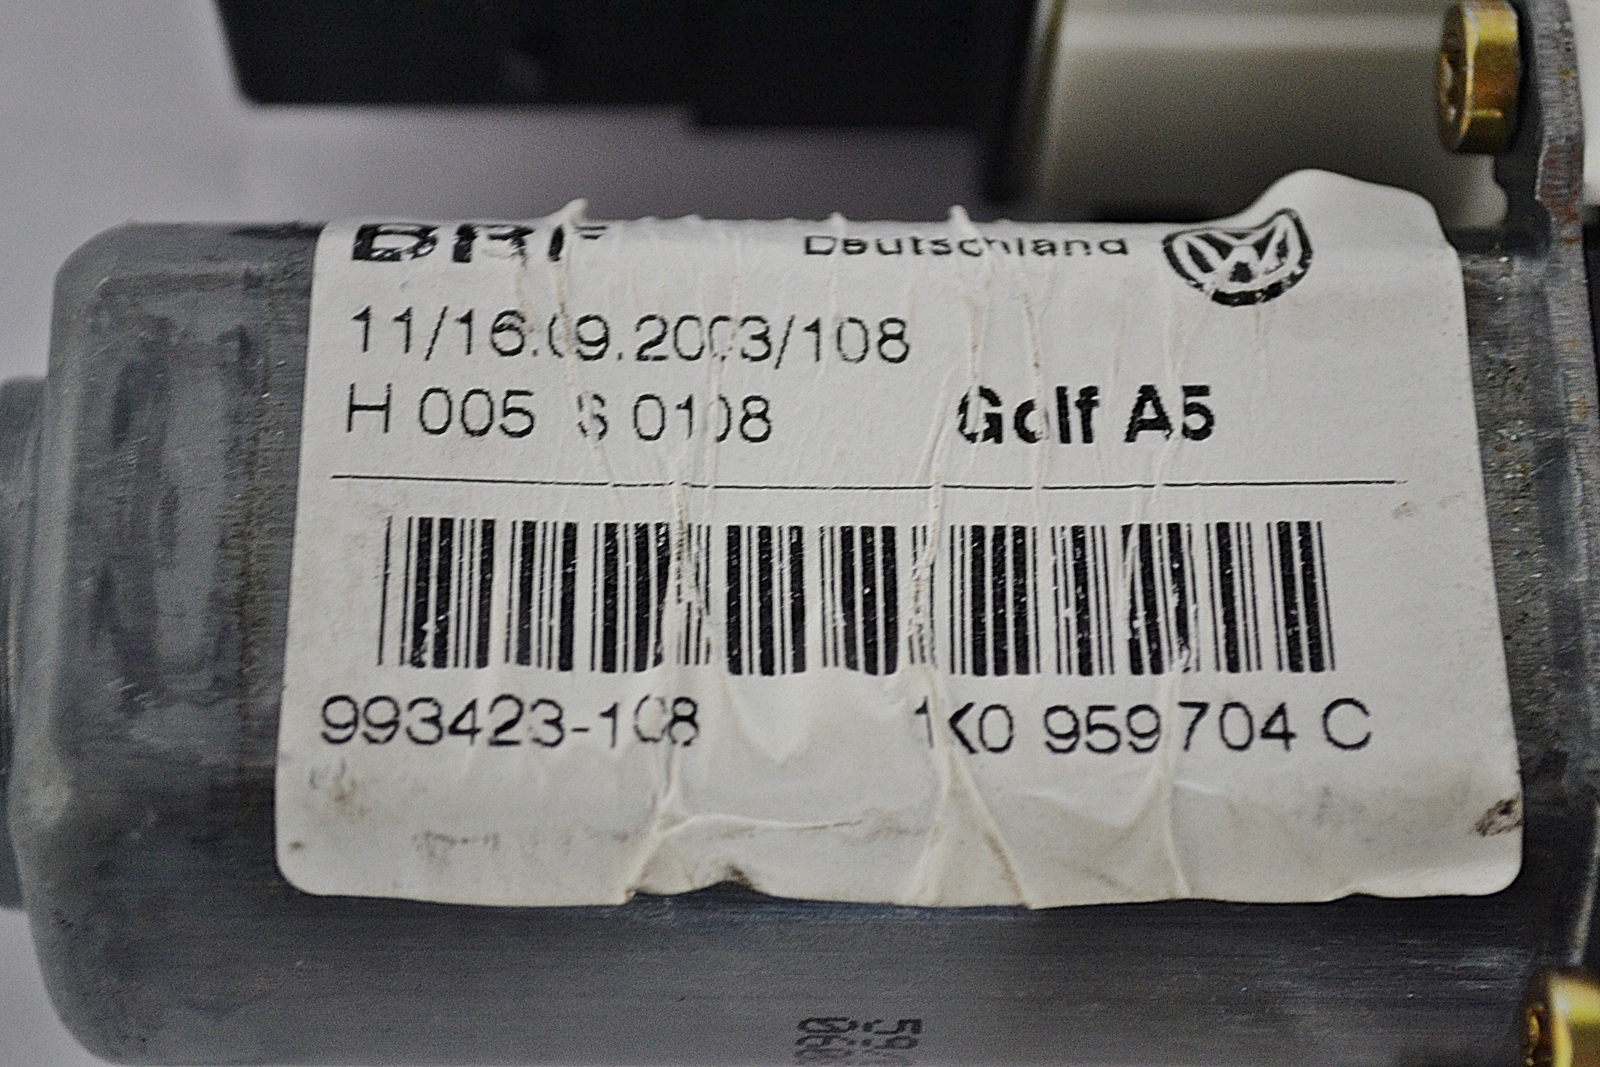 Deutschland
11/16.09.2003/108
H 005 S 0108 Golf A5
993423-108 1K0 959 704 C